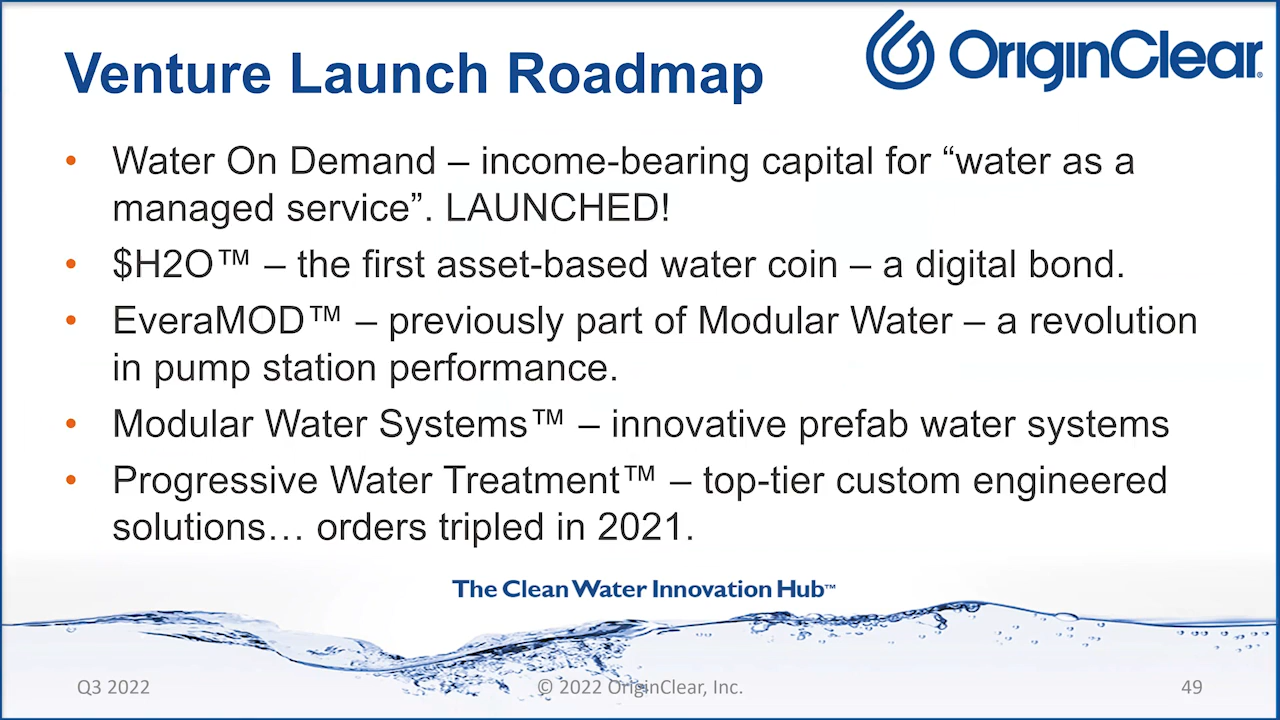 Venture Launch Roadmap
OriginClear®
• Water On Demand – income-bearing capital for “water as a
managed service”. LAUNCHED!
• $H2O™ – the first asset-based water coin – a digital bond.
• EveraMOD™ – previously part of Modular Water – a revolution
in pump station performance.
• Modular Water Systems™ – innovative prefab water systems
• Progressive Water Treatment™ – top-tier custom engineered
solutions… orders tripled in 2021.
The Clean Water Innovation Hub™
Q3 2022
© 2022 OriginClear, Inc.
49